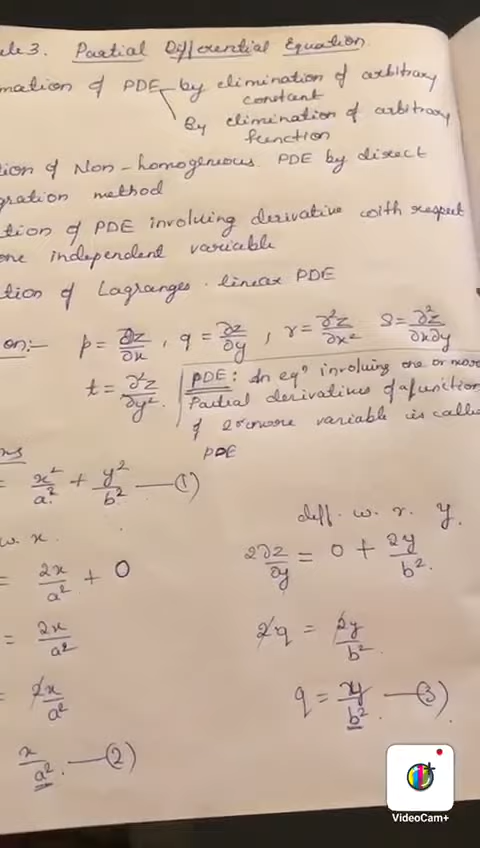 ule 3. Partial Differential Equation
mation of PDE by elimination of arbitrary
constant
By elimination of arbitrary
function
tion of Non-homogeneous PDE by direct
gration method
tion of PDE involving derivative with respect
one independent variable
tion of Lagranges linear PDE
on:- p = ∂z/∂x , q = ∂z/∂y , r = ∂²z/∂x² S = ∂²z/∂x∂y
t = ∂²z/∂y².
PDE : An eqⁿ involving one or more
Partial derivatives of a function
of 2 or more variable is called
PDE
= x²/a² + y²/b² — (1)
w. x.
= 2x/a² + 0
= 2x/a²
= 2x/a²
x/a². — (2)
diff. w. r. y.
2∂z/∂y = 0 + 2y/b².
2q = 2y/b².
q = y/b². — (3)
VideoCam+